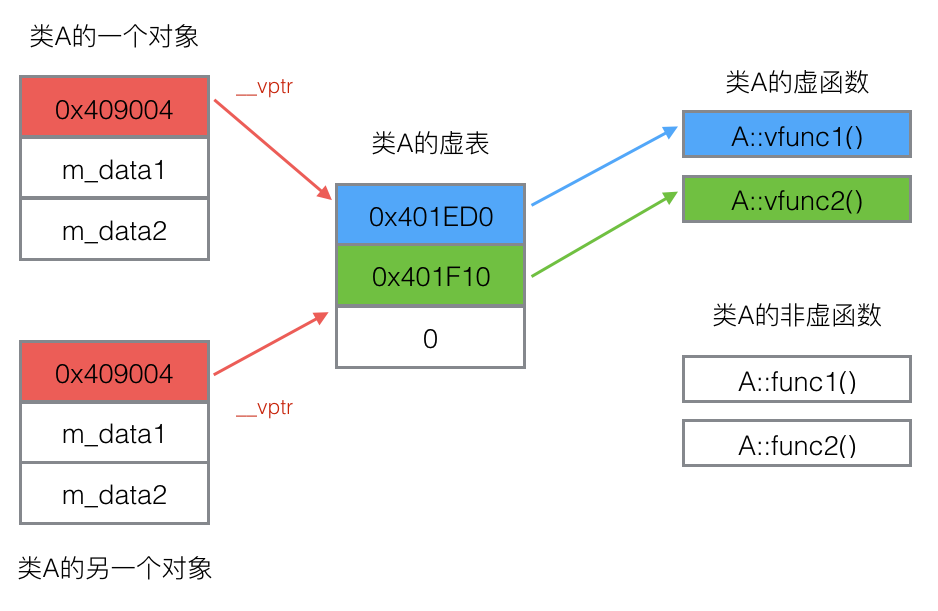 类A的一个对象
0x409004
m_data1
m_data2
__vptr
类A的虚表
0x401ED0
0x401F10
0
类A的虚函数
A::vfunc1()
A::vfunc2()
类A的非虚函数
A::func1()
A::func2()
0x409004
m_data1
m_data2
__vptr
类A的另一个对象